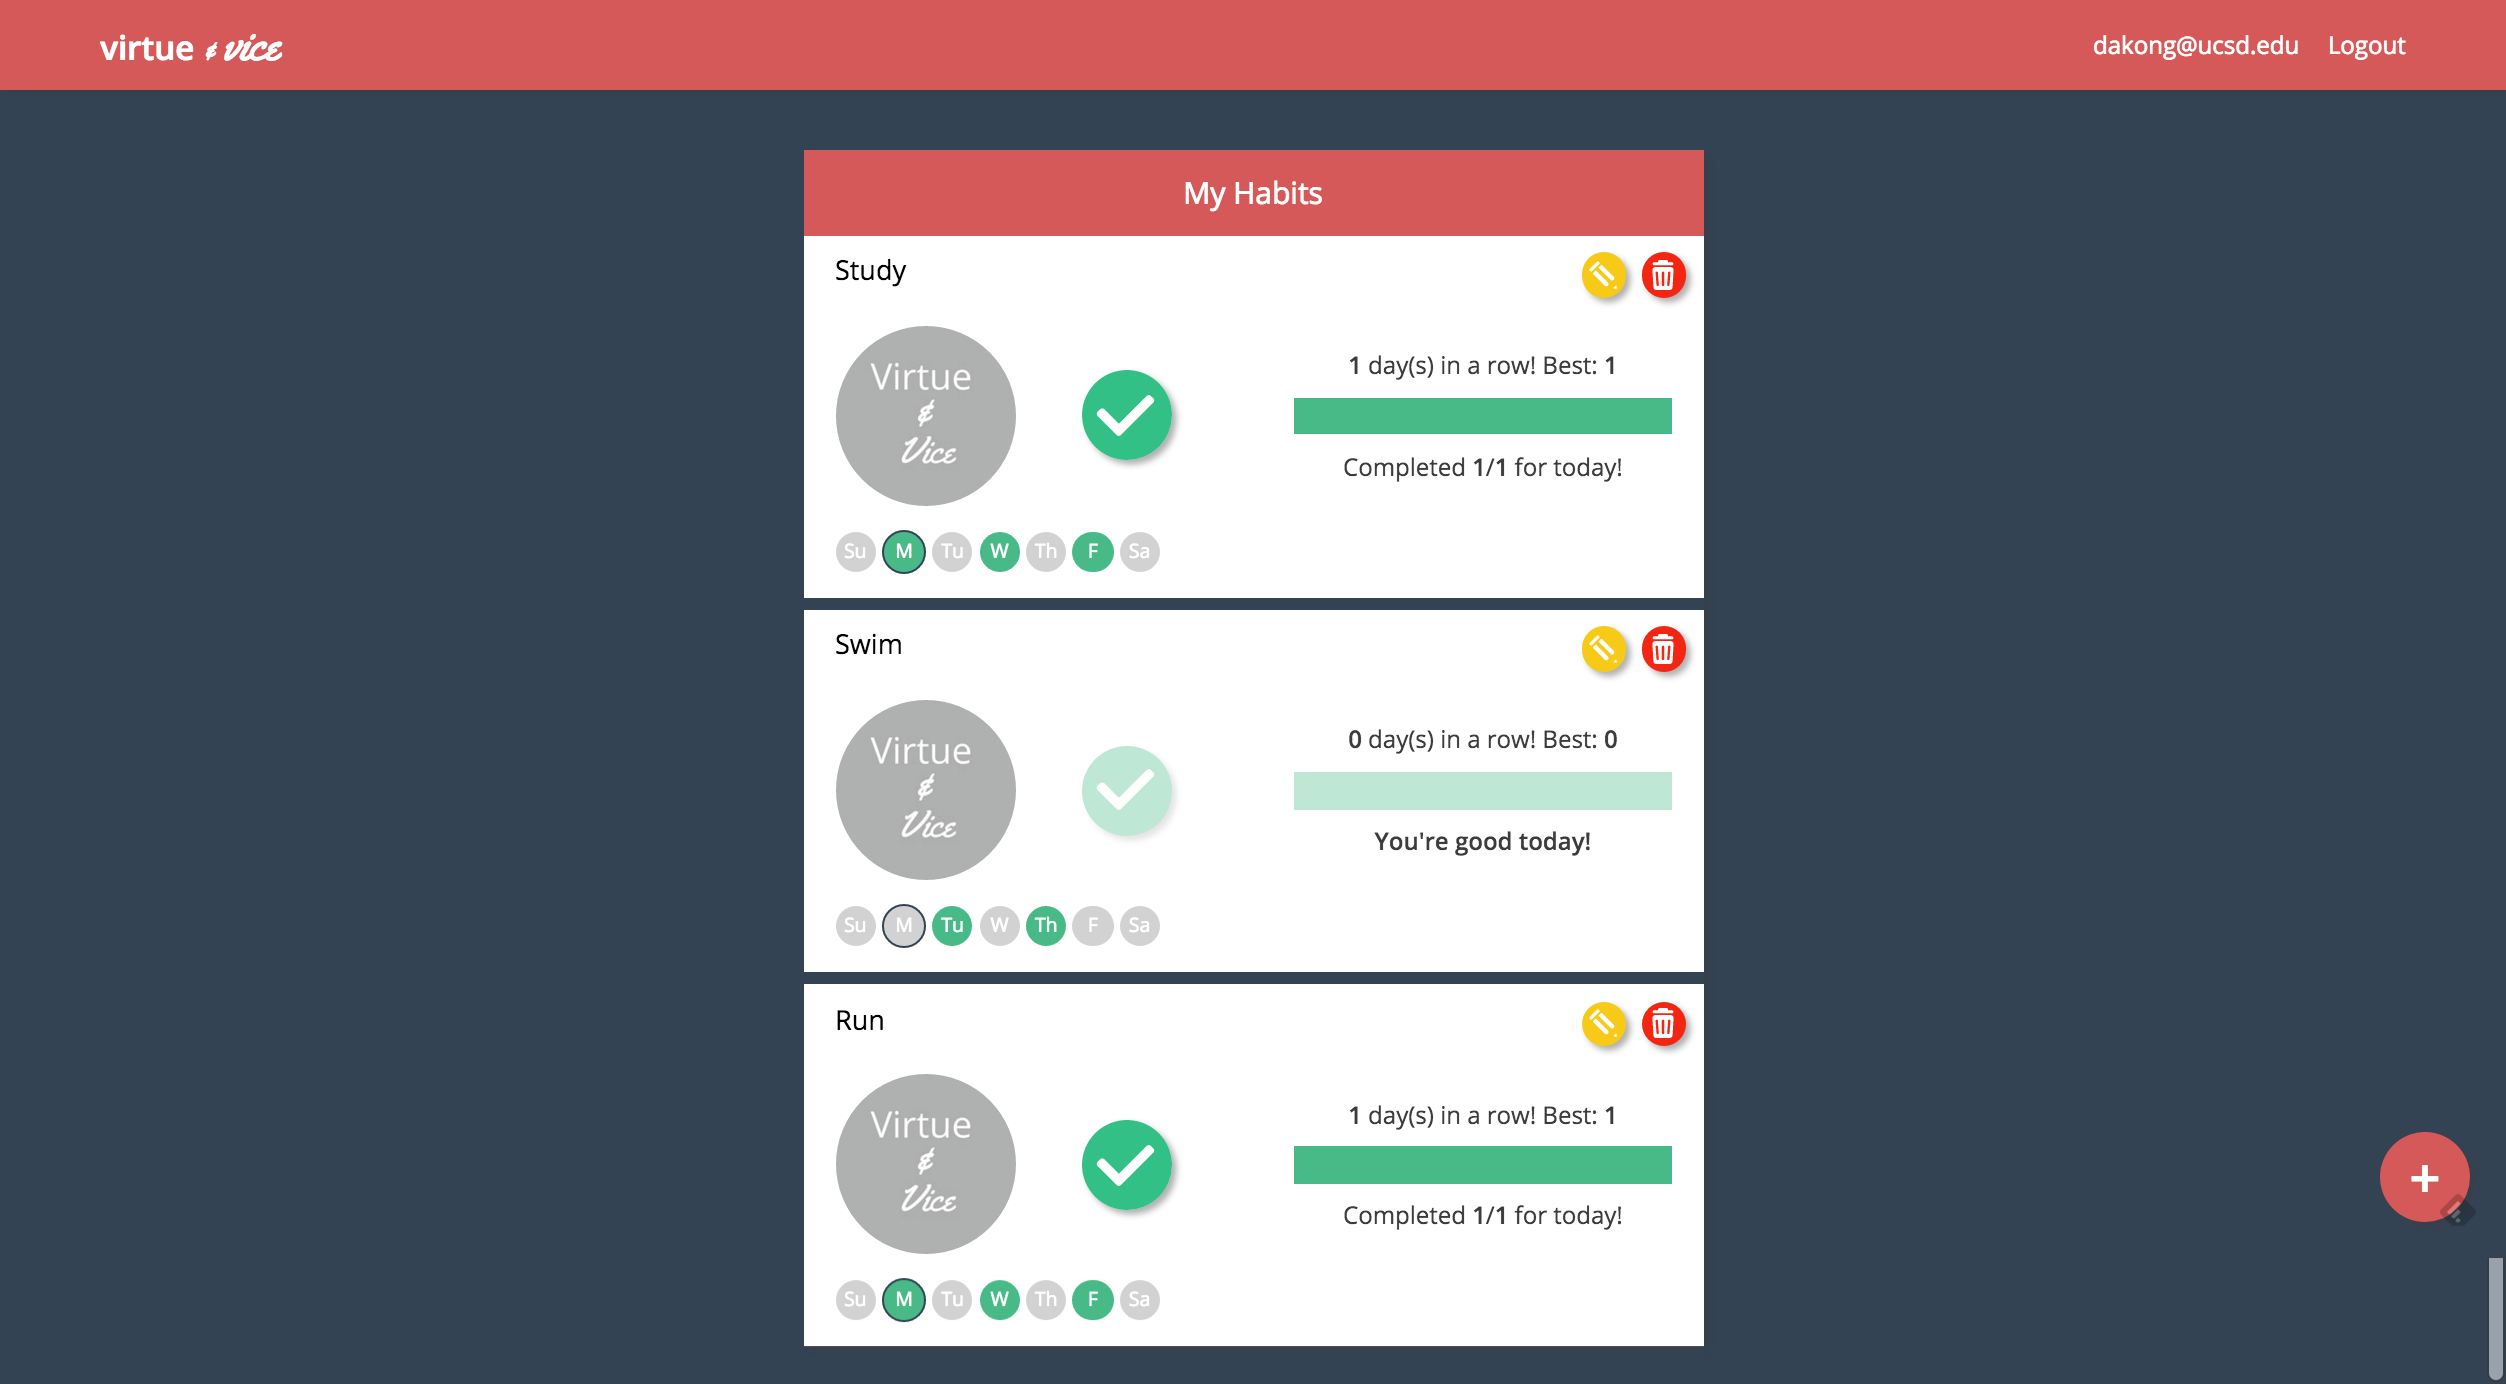 virtue & vice
dakong@ucsd.edu Logout
My Habits
Study
Virtue
&
Vice
1 day(s) in a row! Best: 1
Completed 1/1 for today!
Su M Tu W Th F Sa
Swim
Virtue
&
Vice
0 day(s) in a row! Best: 0
You're good today!
Su M Tu W Th F Sa
Run
Virtue
&
Vice
1 day(s) in a row! Best: 1
Completed 1/1 for today!
Su M Tu W Th F Sa
+